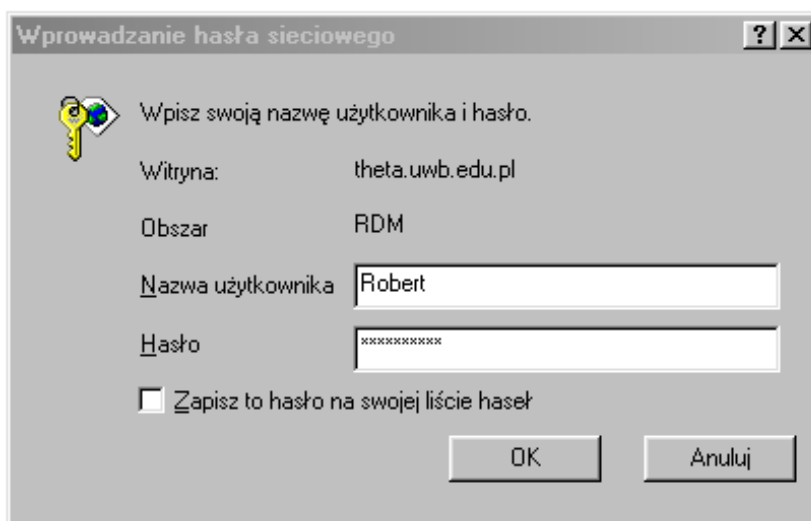 Wprowadzanie hasła sieciowego
Wpisz swoją nazwę użytkownika i hasło.
Witryna: theta.uwb.edu.pl
Obszar RDM
Nazwa użytkownika Robert
Hasło **********
Zapisz to hasło na swojej liście haseł
OK Anuluj